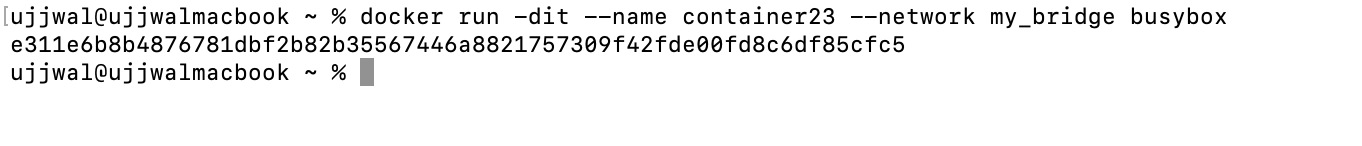 [ujjwal@ujjwalmacbook ~ % docker run -dit --name container23 --network my_bridge busybox
e311e6b8b4876781dbf2b82b35567446a8821757309f42fde00fd8c6df85cfc5
ujjwal@ujjwalmacbook ~ %